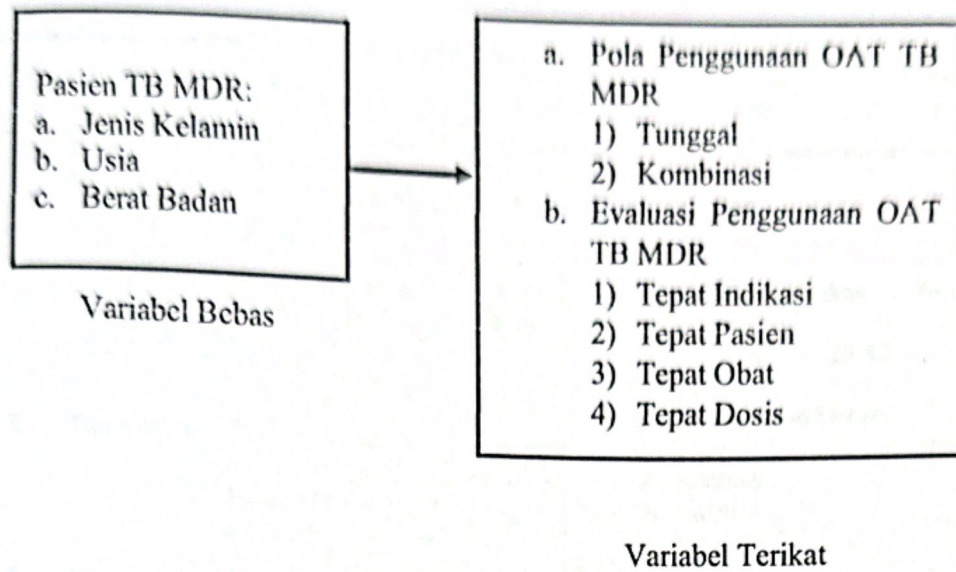 Pasien TB MDR:
a. Jenis Kelamin
b. Usia
c. Berat Badan
Variabel Bebas
a. Pola Penggunaan OAT TB
MDR
1) Tunggal
2) Kombinasi
b. Evaluasi Penggunaan OAT
TB MDR
1) Tepat Indikasi
2) Tepat Pasien
3) Tepat Obat
4) Tepat Dosis
Variabel Terikat